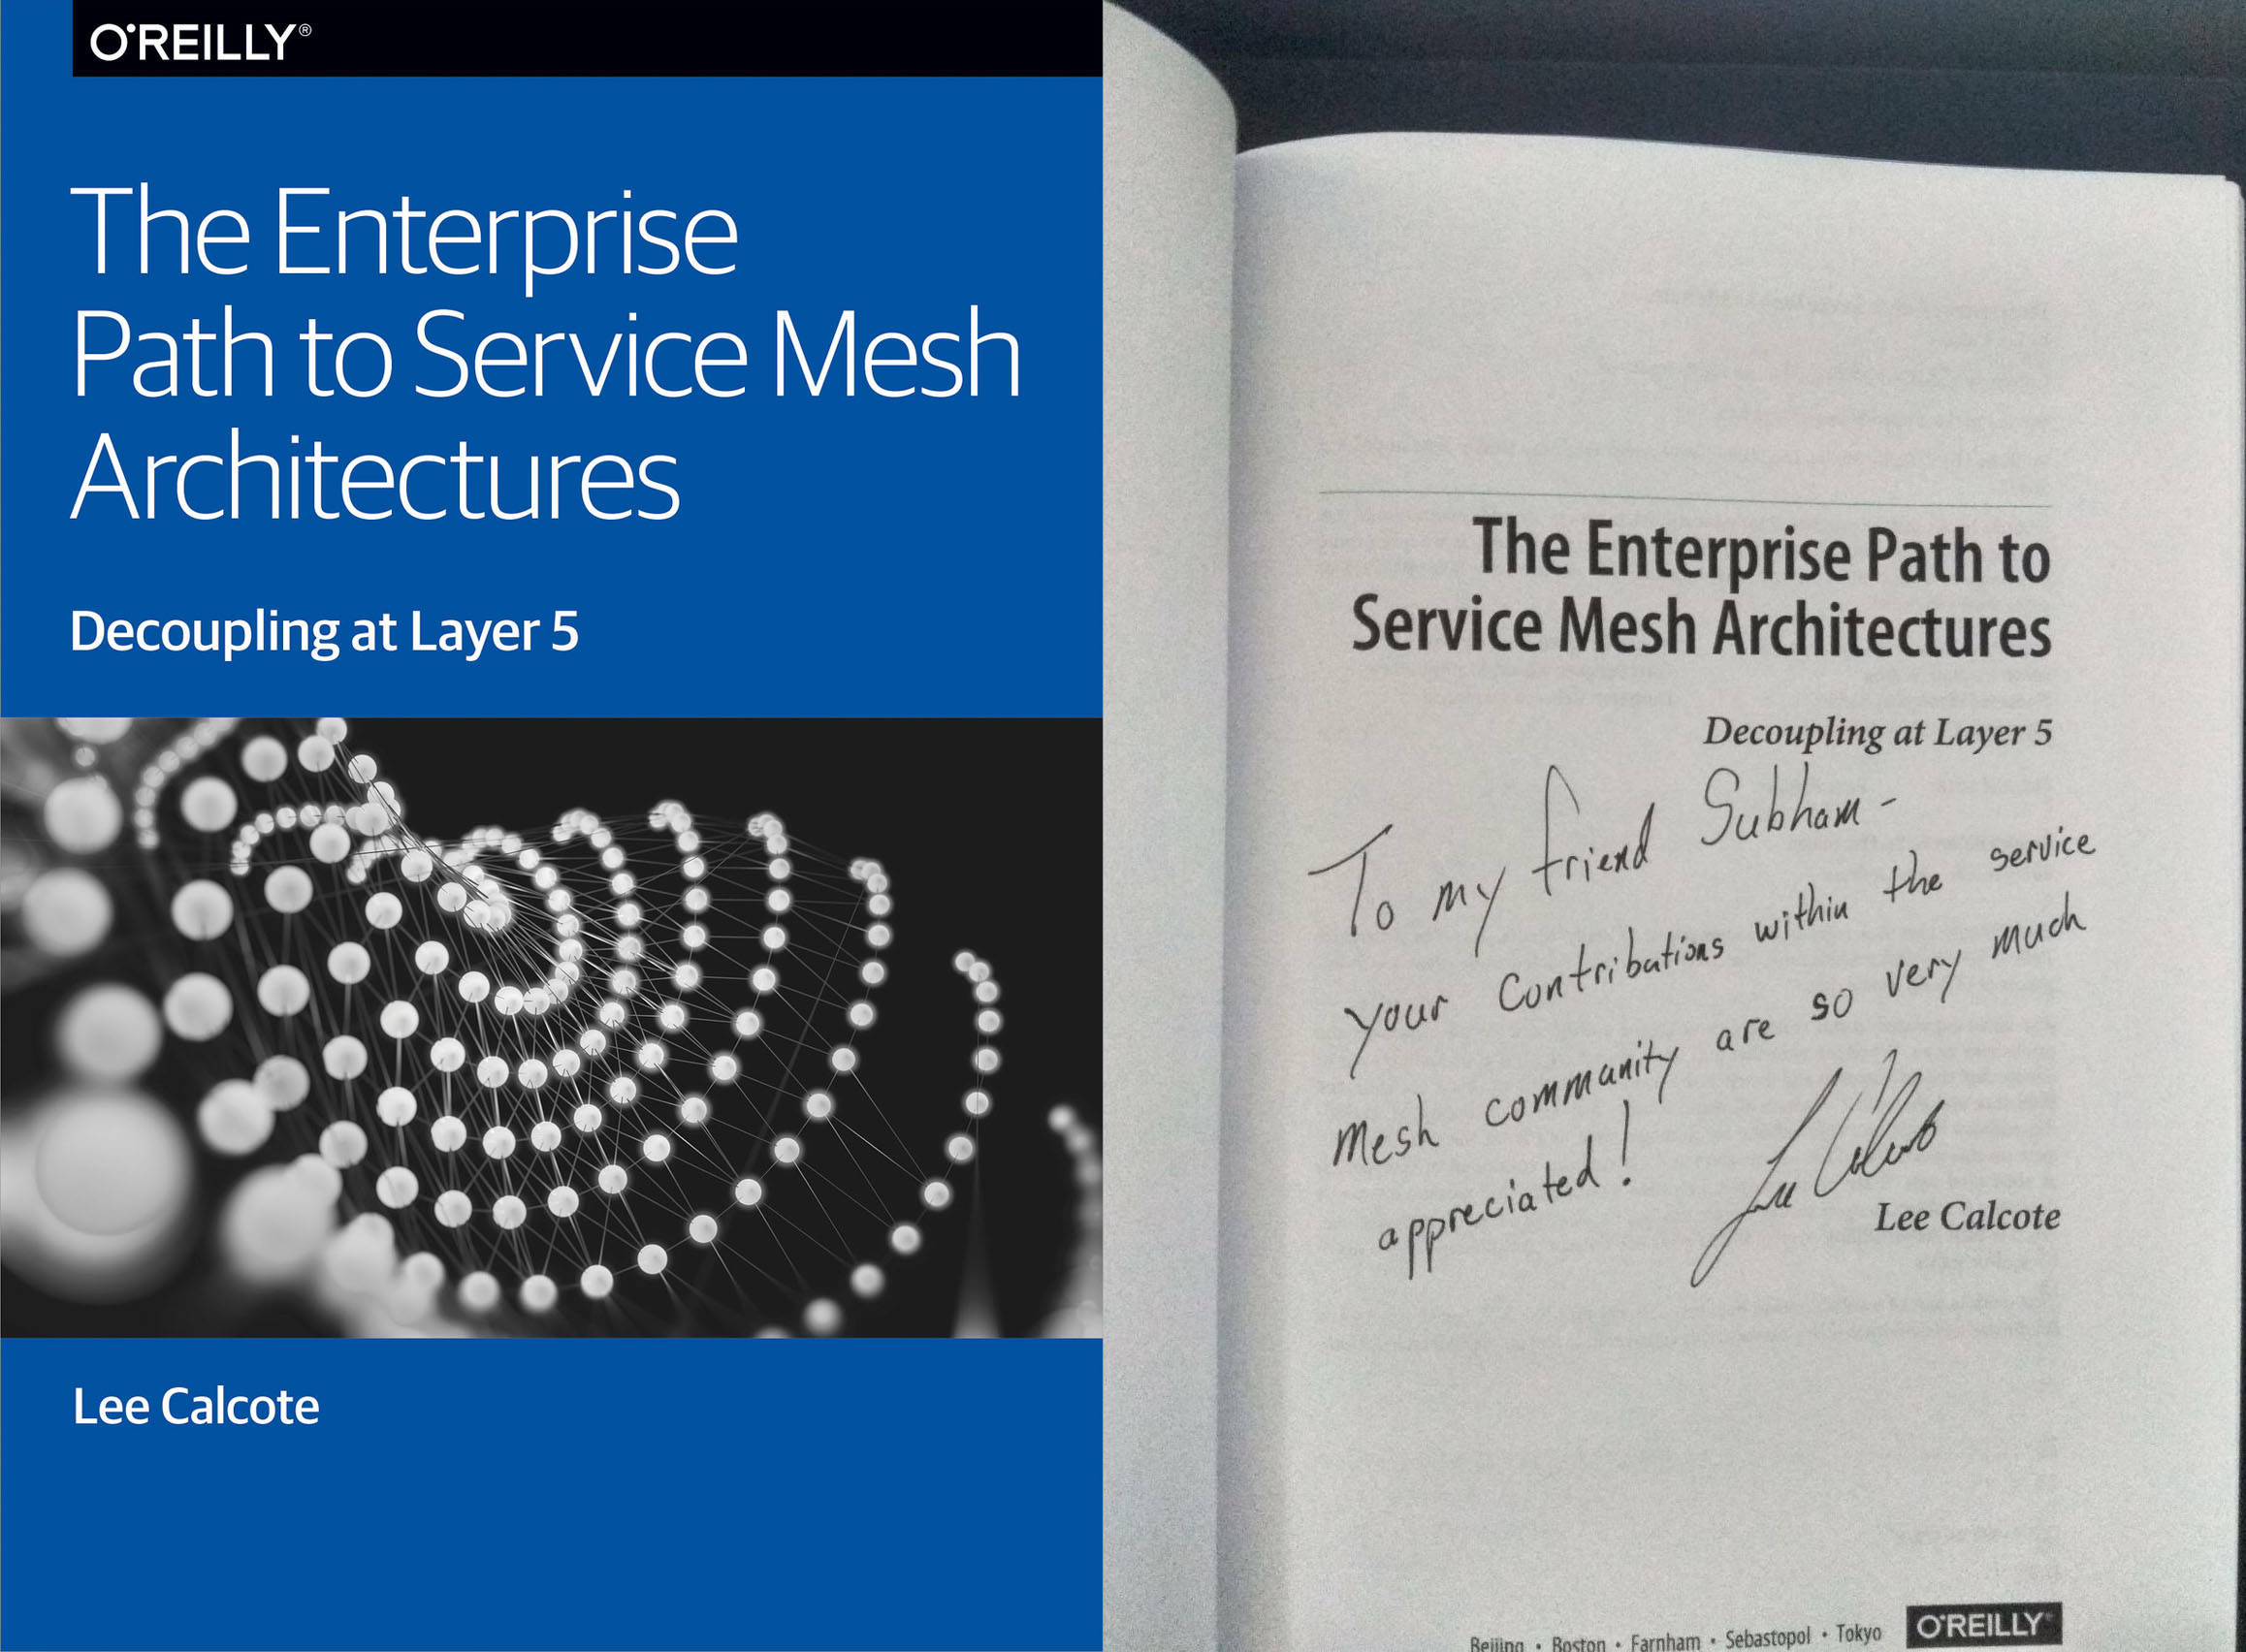 O'REILLY®
The Enterprise
Path to Service Mesh
Architectures
Decoupling at Layer 5
Lee Calcote
The Enterprise Path to
Service Mesh Architectures
Decoupling at Layer 5
To my friend Subham -
your contributions within the service
mesh community are so very much
appreciated!
Lee Calcote
Lee Calcote
Beijing • Boston • Farnham • Sebastopol • Tokyo
O'REILLY®